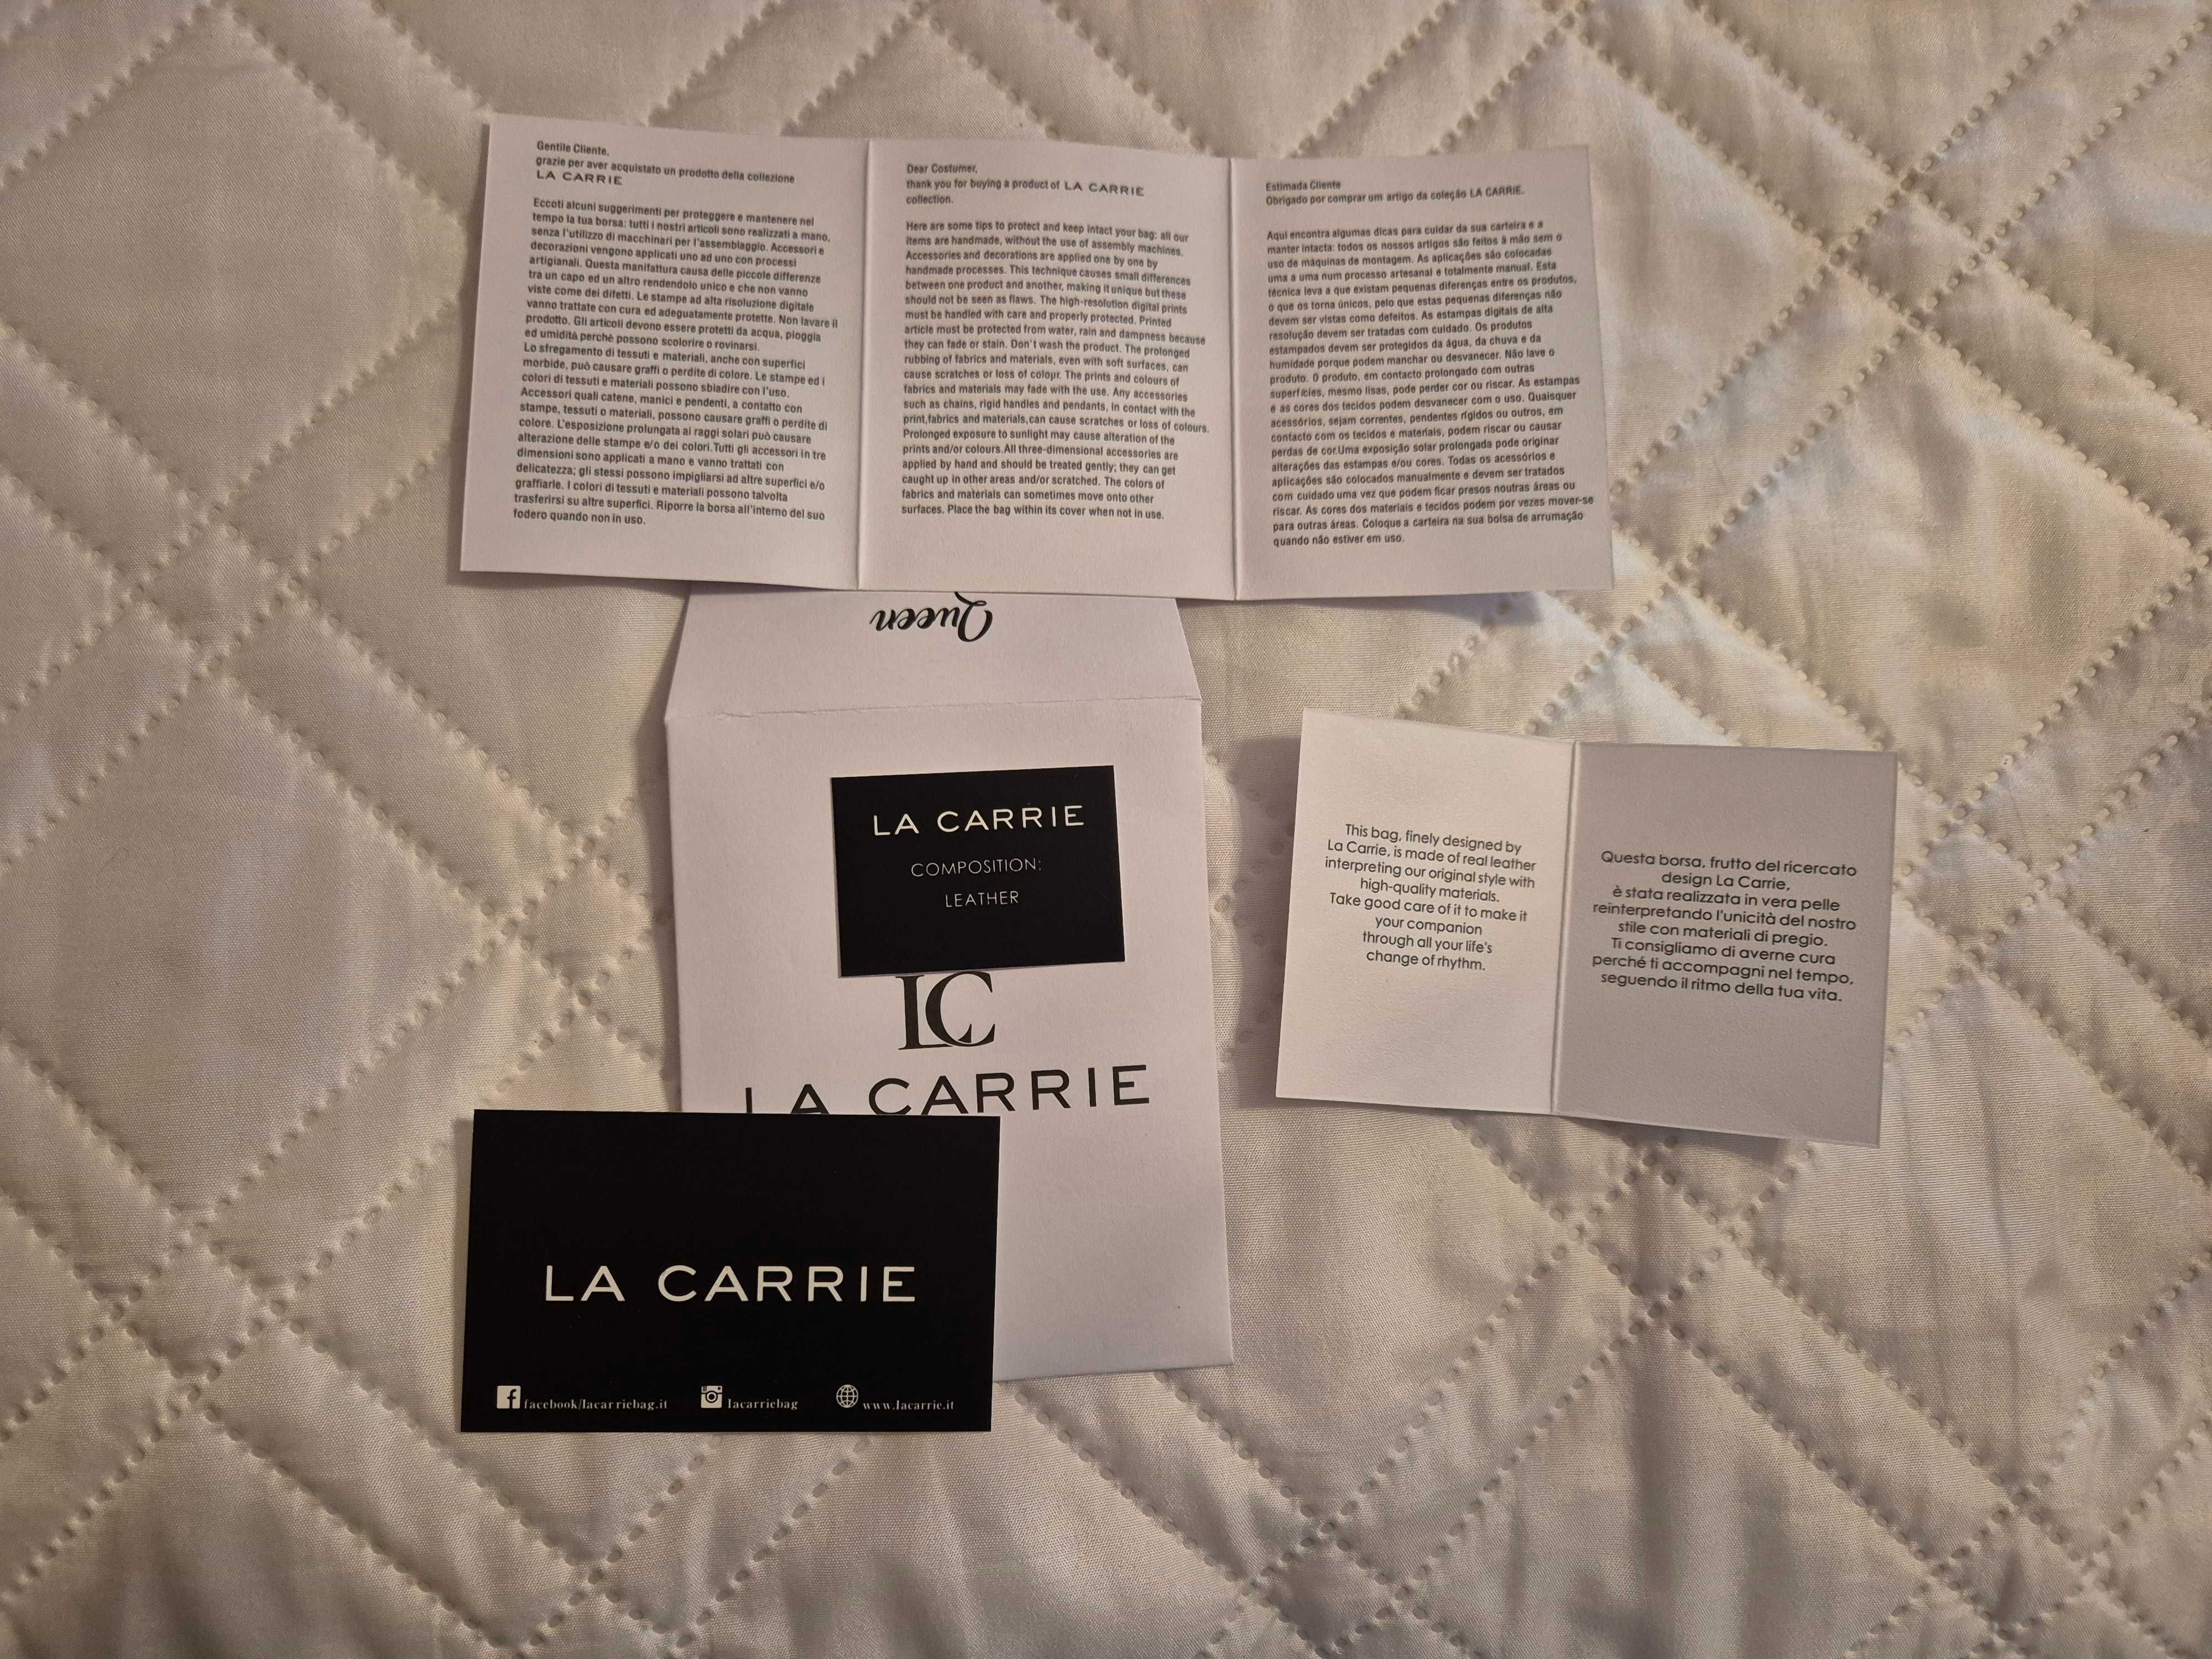 Gentile Cliente,
grazie per aver acquistato un prodotto della collezione
LA CARRIE
Eccoti alcuni suggerimenti per proteggere e mantenere nel
tempo la tua borsa: tutti i nostri articoli sono realizzati a mano,
senza l'utilizzo di macchinari per l'assemblaggio. Accessori e
decorazioni vengono applicati uno ad uno con processi
artigianali. Questa manifattura causa delle piccole differenze
tra un capo ed un altro rendendolo unico e che non vanno
viste come dei difetti. Le stampe ad alta risoluzione digitale
vanno trattate con cura ed adeguatamente protette. Non lavare il
prodotto. Gli articoli devono essere protetti da acqua, pioggia
ed umidità perchè possono scolorire o rovinarsi.
Lo sfregamento di tessuti e materiali, anche con superfici
morbide, può causare graffi o perdite di colore. Le stampe ed i
colori di tessuti e materiali possono sbiadire con l'uso.
Accessori quali catene, manici e pendenti, a contatto con
stampe, tessuti o materiali, possono causare graffi o perdite di
colore. L'esposizione prolungata ai raggi solari può causare
alterazione delle stampe e/o dei colori.Tutti gli accessori in tre
dimensioni sono applicati a mano e vanno trattati con
delicatezza; gli stessi possono impigliarsi ad altre superfici e/o
graffiarle. I colori di tessuti e materiali possono talvolta
trasferirsi su altre superfici. Riporre la borsa all'interno del suo
fodero quando non in uso.
Dear Costumer,
thank you for buying a product of LA CARRIE
collection.
Here are some tips to protect and keep intact your bag: all our
items are handmade, without the use of assembly machines.
Accessories and decorations are applied one by one by
handmade processes. This technique causes small differences
between one product and another, making it unique but these
should not be seen as flaws. The high-resolution digital prints
must be handled with care and properly protected. Printed
article must be protected from water, rain and dampness because
they can fade or stain. Don't wash the product. The prolonged
rubbing of fabrics and materials, even with soft surfaces, can
cause scratches or loss of colour. The prints and colours of
fabrics and materials may fade with the use. Any accessories
such as chains, rigid handles and pendants, in contact with the
print,fabrics and materials,can cause scratches or loss of colours.
Prolonged exposure to sunlight may cause alteration of the
prints and/or colours.All three-dimensional accessories are
applied by hand and should be treated gently; they can get
caught up in other areas and/or scratched. The colors of
fabrics and materials can sometimes move onto other
surfaces. Place the bag within its cover when not in use.
Estimada Cliente
Obrigado por comprar um artigo da coleção LA CARRIE.
Aqui encontra algumas dicas para cuidar da sua carteira e a
manter intacta: todos os nossos artigos são feitos à mão sem o
uso de máquinas de montagem. As aplicações são colocadas
uma a uma num processo artesanal e totalmente manual. Esta
técnica leva a que existam pequenas diferenças entre os produtos,
o que os torna únicos, pelo que estas pequenas diferenças não
devem ser vistas como defeitos. As estampas digitais de alta
resolução devem ser tratadas com cuidado. Os produtos
estampados devem ser protegidos da água, da chuva e da
humidade porque podem manchar ou desvanecer. Não lave o
produto. O produto, em contacto prolongado com outras
superfícies, mesmo lisas, pode perder cor ou riscar. As estampas
e as cores dos tecidos podem desvanecer com o uso. Quaisquer
acessórios, sejam correntes, pendentes rígidos ou outros, em
contacto com os tecidos e materiais, podem riscar ou causar
perdas de cor.Uma exposição solar prolongada pode originar
alterações das estampas e/ou cores. Todas os acessórios e
aplicações são colocados manualmente e devem ser tratados
com cuidado uma vez que podem ficar presos noutras áreas ou
riscar. As cores dos materiais e tecidos podem por vezes mover-se
para outras áreas. Coloque a carteira na sua bolsa de arrumação
quando não estiver em uso.
Queen
LA CARRIE
COMPOSITION:
LEATHER
LC
LA CARRIE
This bag, finely designed by
La Carrie, is made of real leather
interpreting our original style with
high-quality materials.
Take good care of it to make it
your companion
through all your life's
change of rhythm.
Questa borsa, frutto del ricercato
design La Carrie,
è stata realizzata in vera pelle
reinterpretando l'unicità del nostro
stile con materiali di pregio.
Ti consigliamo di averne cura
perché ti accompagni nel tempo,
seguendo il ritmo della tua vita.
LA CARRIE
facebook/lacarriebag.it lacarriebag www.lacarrie.it